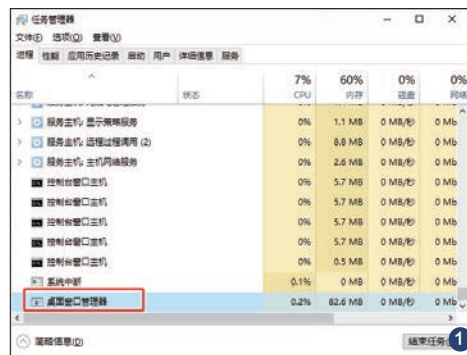 任务管理器
文件(F) 选项(O) 查看(V)
进程 性能 应用历史记录 启动 用户 详细信息 服务
7% 60% 0% 0%
名称 状态 CPU 内存 磁盘 网络
服务主机: 显示策略服务 0% 1.1 MB 0 MB/秒 0 Mb
服务主机: 远程过程调用 (2) 0% 8.8 MB 0 MB/秒 0 Mb
服务主机: 主机网络服务 0% 2.6 MB 0 MB/秒 0 Mb
控制台窗口主机 0% 5.7 MB 0 MB/秒 0 Mb
控制台窗口主机 0% 5.7 MB 0 MB/秒 0 Mb
控制台窗口主机 0% 5.7 MB 0 MB/秒 0 Mb
控制台窗口主机 0% 5.7 MB 0 MB/秒 0 Mb
控制台窗口主机 0% 0.5 MB 0 MB/秒 0 Mb
系统中断 0.1% 0 MB 0 MB/秒 0 Mb
桌面窗口管理器 0.2% 82.6 MB 0 MB/秒 0 Mb
简略信息(D) 结束任务 1